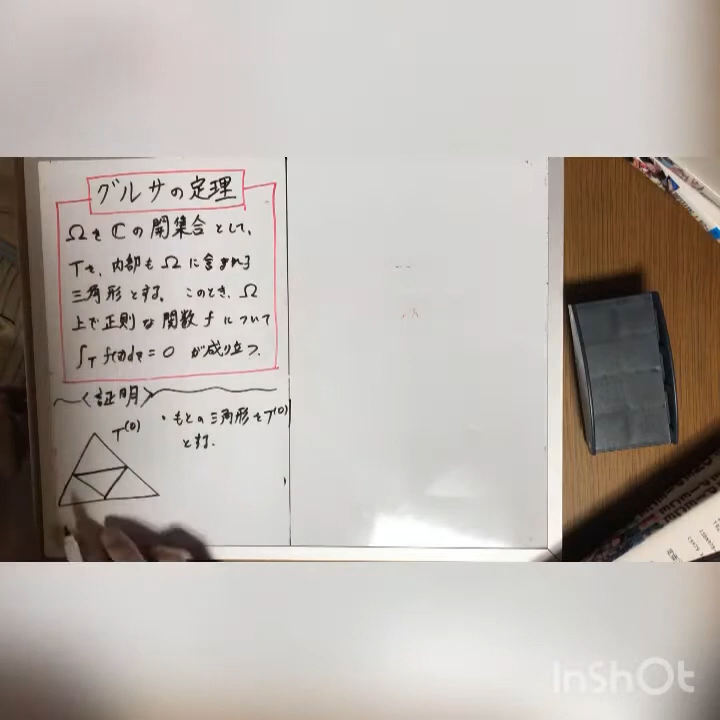 グルサの定理
Ωをℂの開集合として、
Tを、内部もΩに含まれる
三角形とする。このとき、Ω
上で正則な関数fについて
∫_T f(z)dz = 0 が成り立つ。
〈証明〉
T^(0)
・もとの三角形をT^(0)
とする。
InShOt